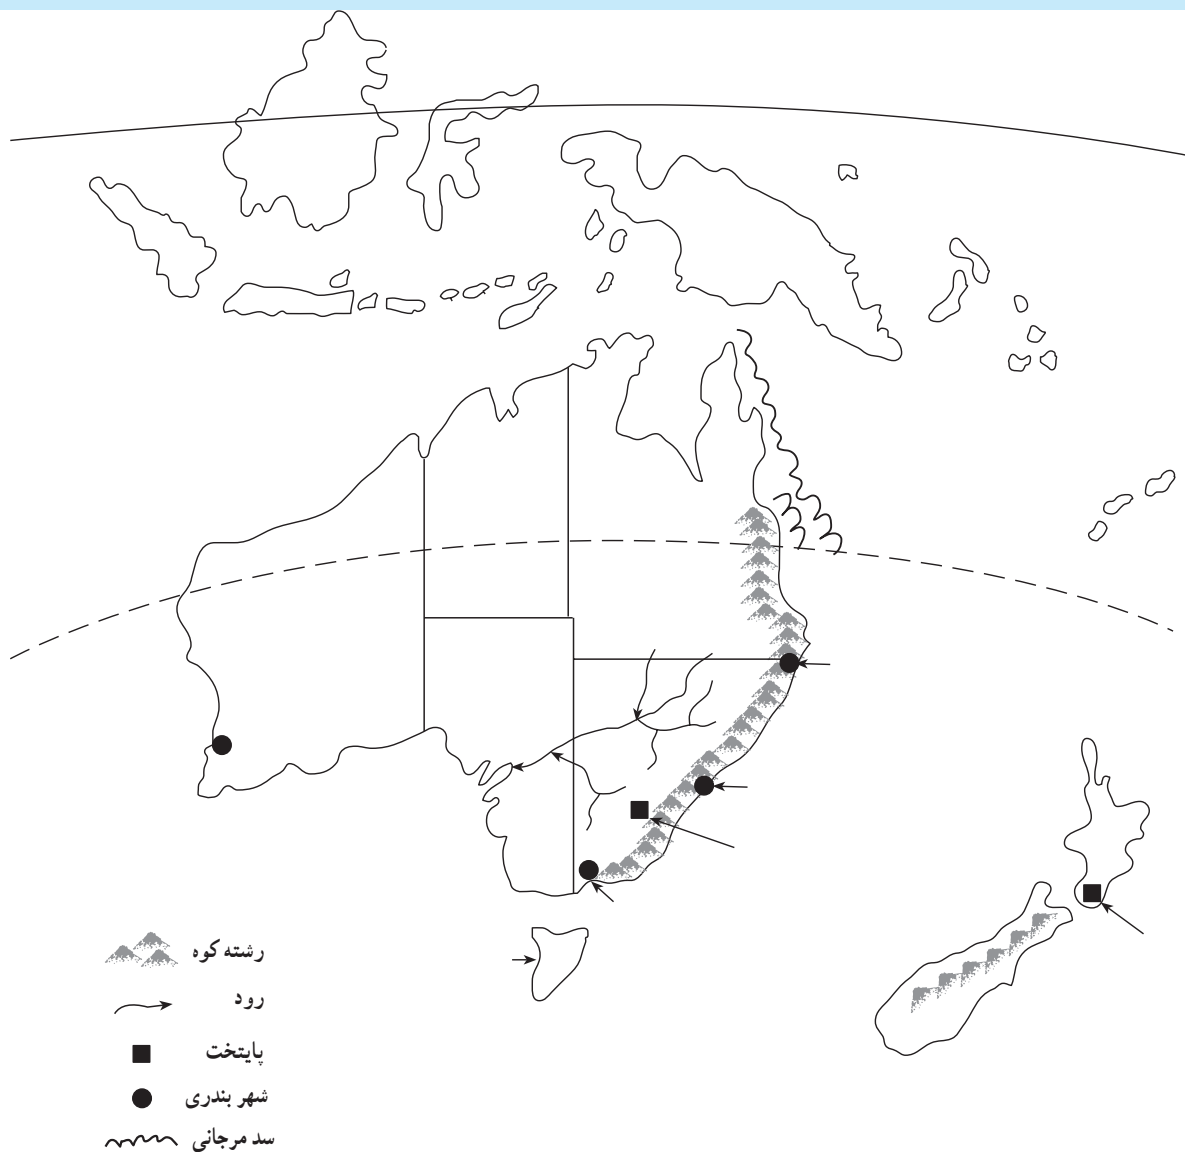 رشته کوه
رود
پایتخت
شهر بندری
سد مرجانی